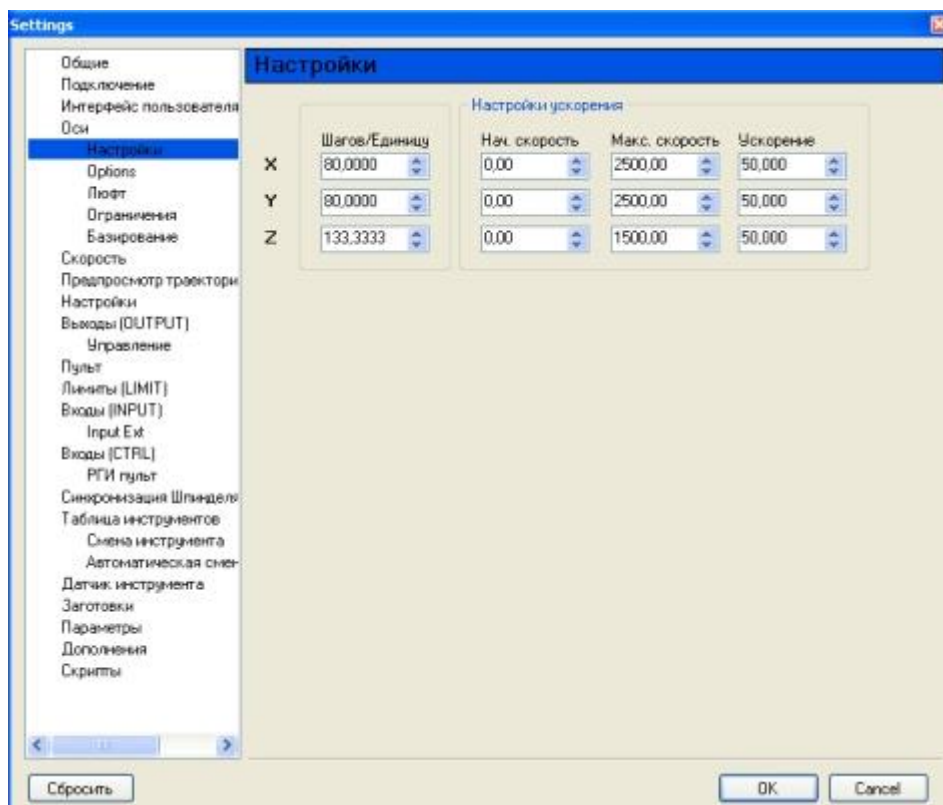 Settings
Общие
Подключение
Интерфейс пользователя
Оси
Настройки
Options
Люфт
Ограничения
Базирование
Скорость
Предпросмотр траектори
Настройки
Выходы (OUTPUT)
Управление
Пульт
Лимиты (LIMIT)
Входы (INPUT)
Input Ext
Входы (CTRL)
РГИ пульт
Синхронизация Шпинделя
Таблица инструментов
Смена инструмента
Автоматическая смен
Датчик инструмента
Заготовки
Параметры
Дополнения
Скрипты
Настройки
Настройки ускорения
Шагов/Единицу Нач. скорость Макс. скорость Ускорение
X 80,0000 0,00 2500,00 50,000
Y 80,0000 0,00 2500,00 50,000
Z 133,3333 0,00 1500,00 50,000
Сбросить OK Cancel